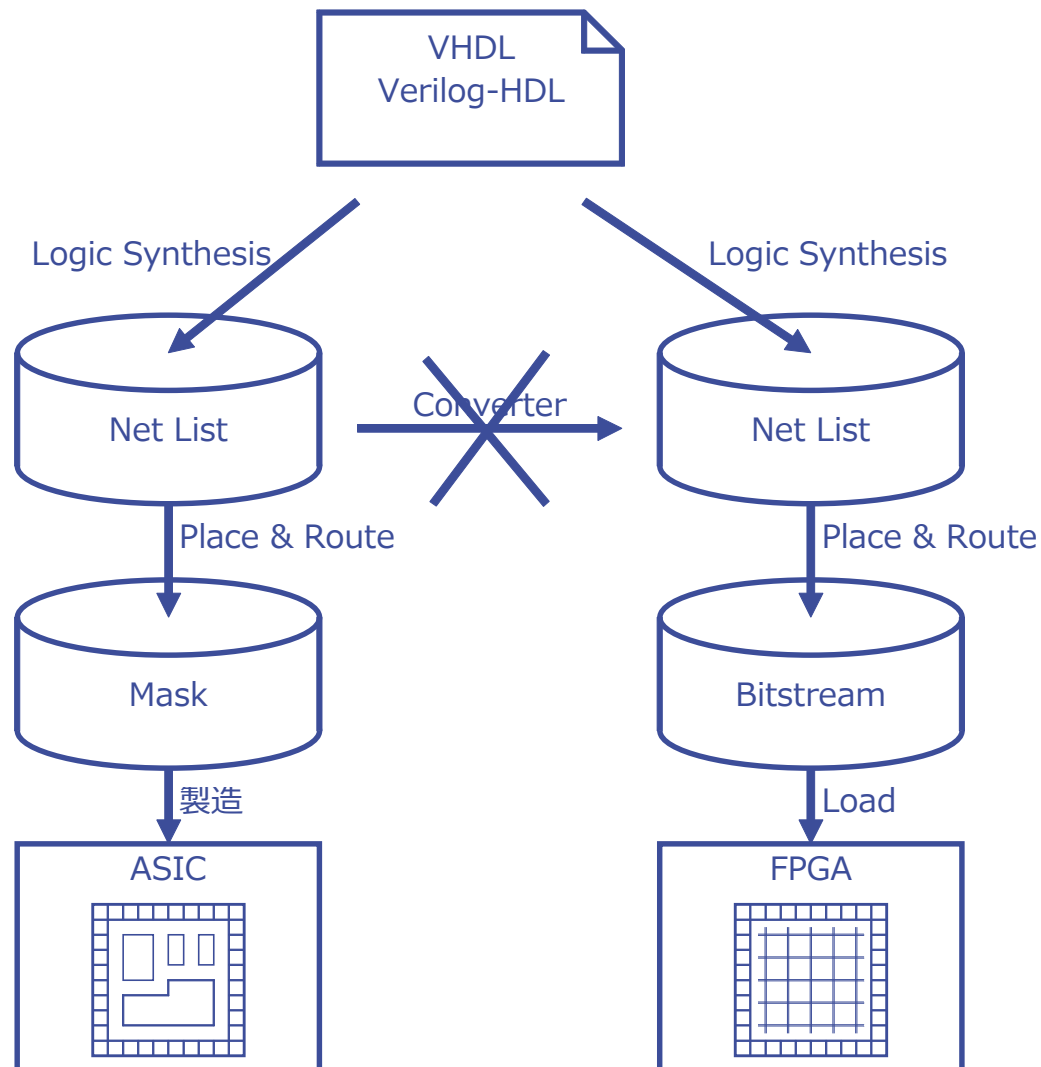 VHDL
Verilog-HDL
Logic Synthesis
Logic Synthesis
Net List
Converter
Net List
Place & Route
Place & Route
Mask
Bitstream
製造
Load
ASIC
FPGA